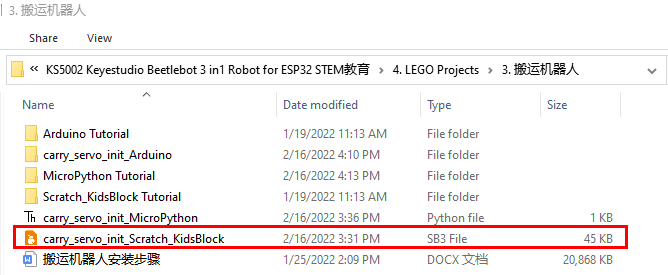 3. 搬运机器人
Share View
« KS5002 Keyestudio Beetlebot 3 in1 Robot for ESP32 STEM教育 > 4. LEGO Projects > 3. 搬运机器人
Name Date modified Type Size
Arduino Tutorial 1/19/2022 11:13 AM File folder
carry_servo_init_Arduino 2/16/2022 4:10 PM File folder
MicroPython Tutorial 2/16/2022 4:13 PM File folder
Scratch_KidsBlock Tutorial 1/19/2022 11:13 AM File folder
Th carry_servo_init_MicroPython 2/16/2022 3:36 PM Python file 1 KB
carry_servo_init_Scratch_KidsBlock 2/16/2022 3:31 PM SB3 File 45 KB
搬运机器人安装步骤 1/25/2022 2:09 PM DOCX 文档 20,868 KB